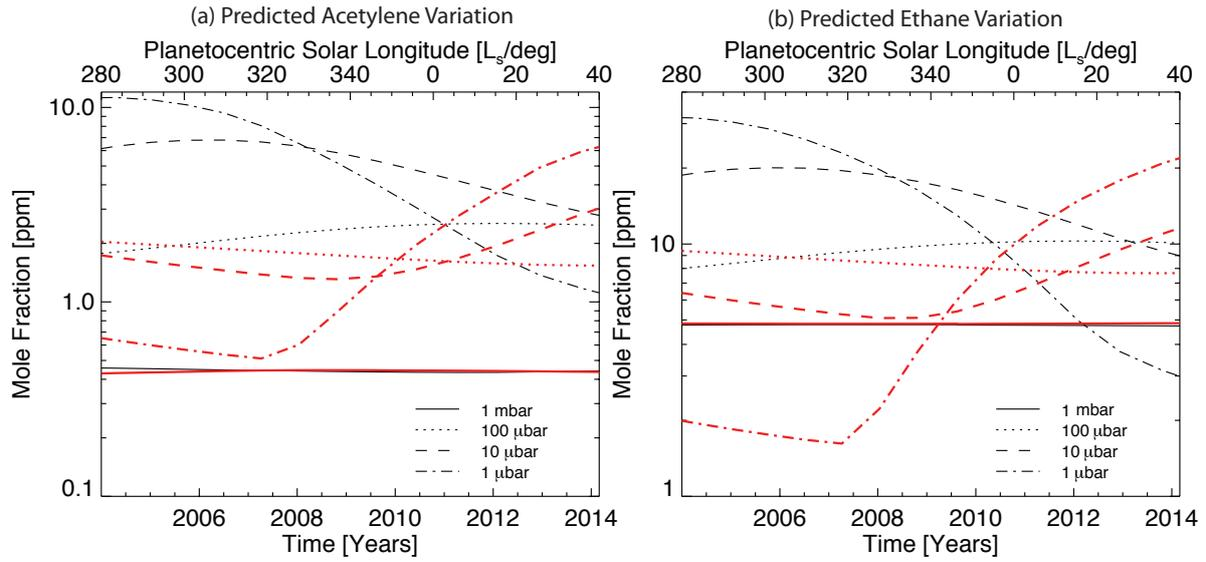 (a) Predicted Acetylene Variation
Planetocentric Solar Longitude [Ls/deg]
280 300 320 340 0 20 40
10.0
1.0
0.1
Mole Fraction [ppm]
1 mbar
100 μbar
10 μbar
1 μbar
2006 2008 2010 2012 2014
Time [Years]
(b) Predicted Ethane Variation
Planetocentric Solar Longitude [Ls/deg]
280 300 320 340 0 20 40
10
1
Mole Fraction [ppm]
1 mbar
100 μbar
10 μbar
1 μbar
2006 2008 2010 2012 2014
Time [Years]